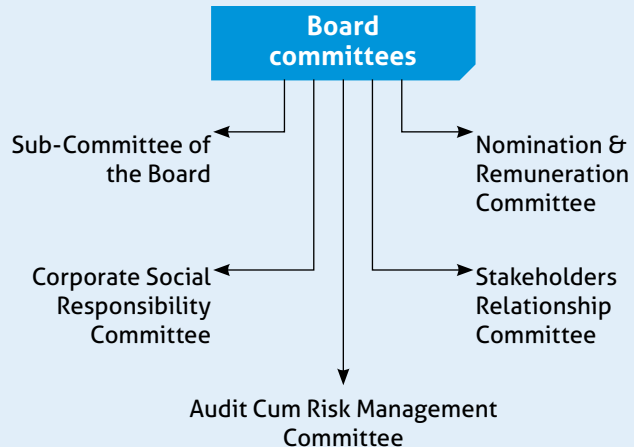 Board
committees
Sub-Committee of
the Board
Nomination &
Remuneration
Committee
Corporate Social
Responsibility
Committee
Stakeholders
Relationship
Committee
Audit Cum Risk Management
Committee